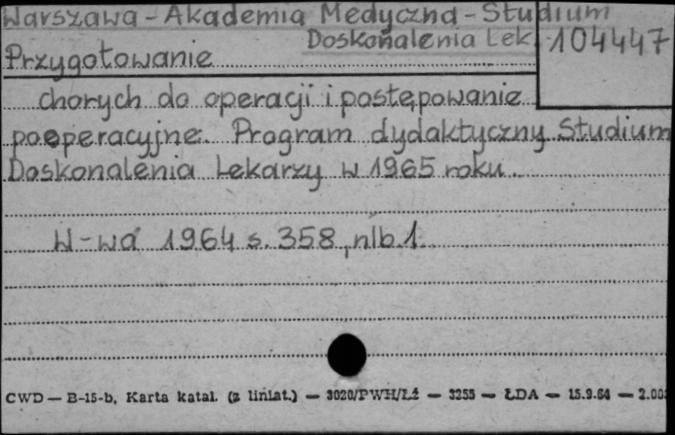 Warszawa - Akademia Medyczna - Studium
Doskonalenia Lek.
104447
Przygotowanie
chorych do operacji i postępowanie
pooperacyjne. Program dydaktyczny Studium
Doskonalenia Lekarzy w 1965 roku.
W-wa 1964 s. 358, nlb. 1.
CWD — B-15-b, Karta katal. (z liniat.) — 3020/PWH/Łż — 3255 — ŁDA — 15.9.64 — 2.00